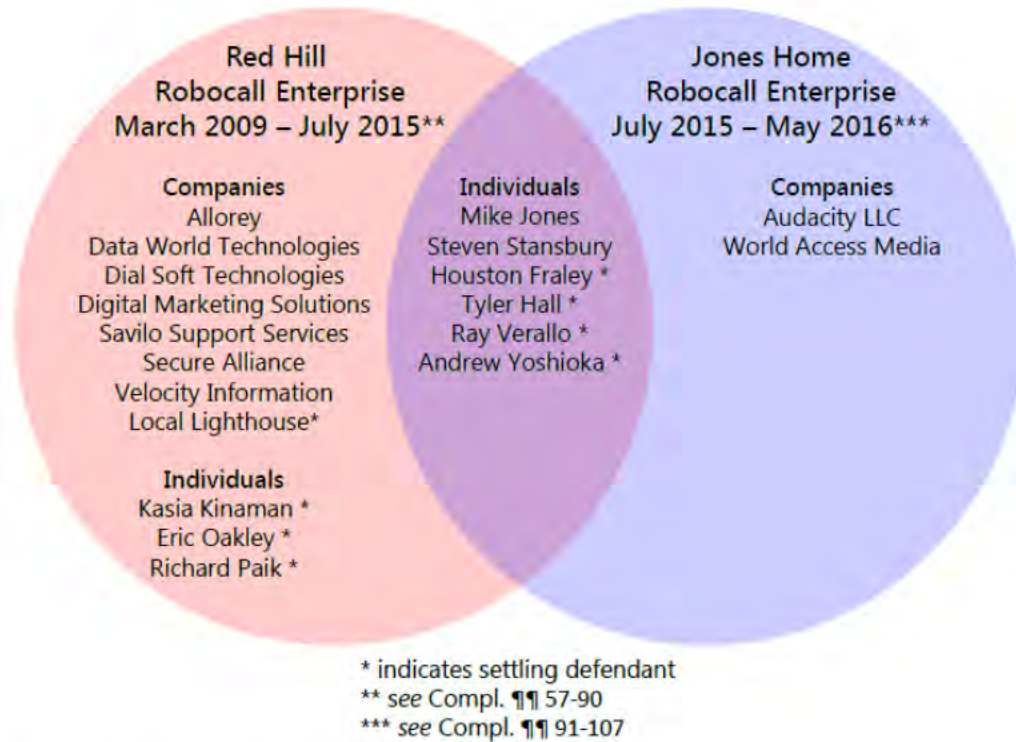 Red Hill
Robocall Enterprise
March 2009 – July 2015**
Companies
Allorey
Data World Technologies
Dial Soft Technologies
Digital Marketing Solutions
Savilo Support Services
Secure Alliance
Velocity Information
Local Lighthouse*
Individuals
Kasia Kinaman *
Eric Oakley *
Richard Paik *
Individuals
Mike Jones
Steven Stansbury
Houston Fraley *
Tyler Hall *
Ray Verallo *
Andrew Yoshioka *
Jones Home
Robocall Enterprise
July 2015 – May 2016***
Companies
Audacity LLC
World Access Media
* indicates settling defendant
** see Compl. ¶¶ 57-90
*** see Compl. ¶¶ 91-107